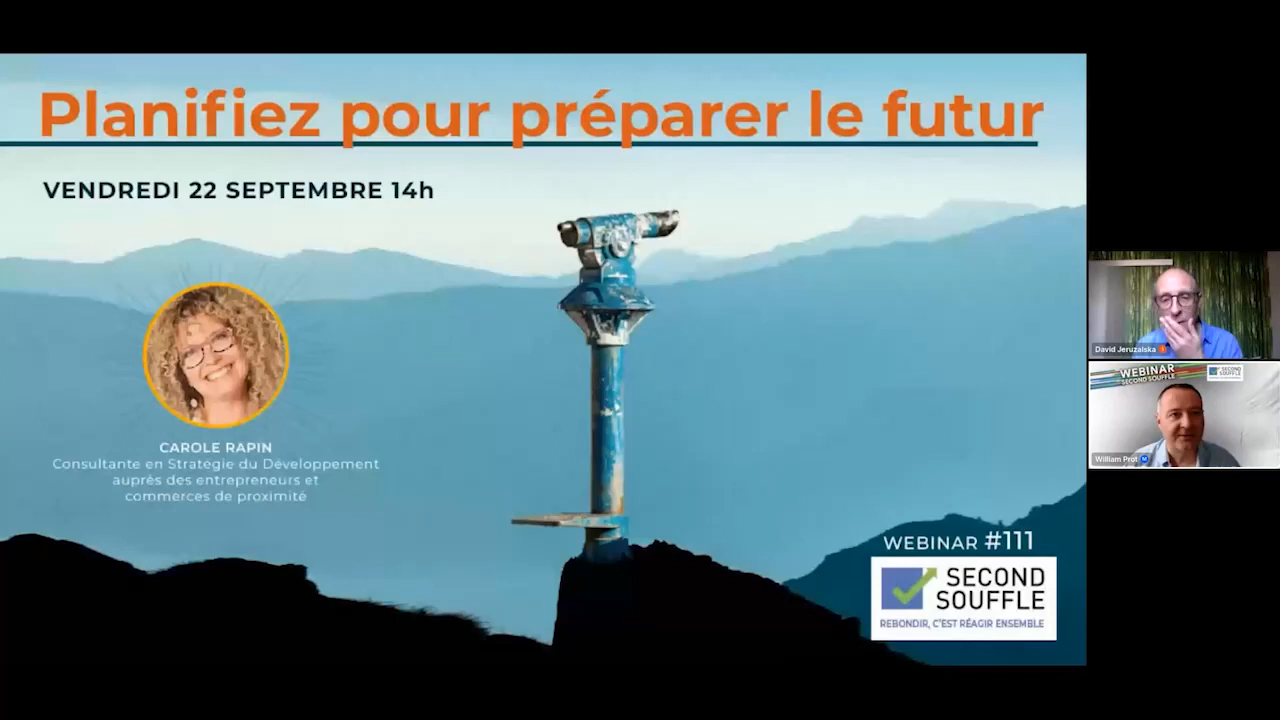 Planifiez pour préparer le futur
VENDREDI 22 SEPTEMBRE 14h
CAROLE RAPIN
Consultante en Stratégie du Développement
auprès des entrepreneurs et
commerces de proximité
WEBINAR #111
SECOND
SOUFFLE
REBONDIR, C'EST RÉAGIR ENSEMBLE
David Jeruzalska
WEBINAR
SECOND SOUFFLE
William Prot